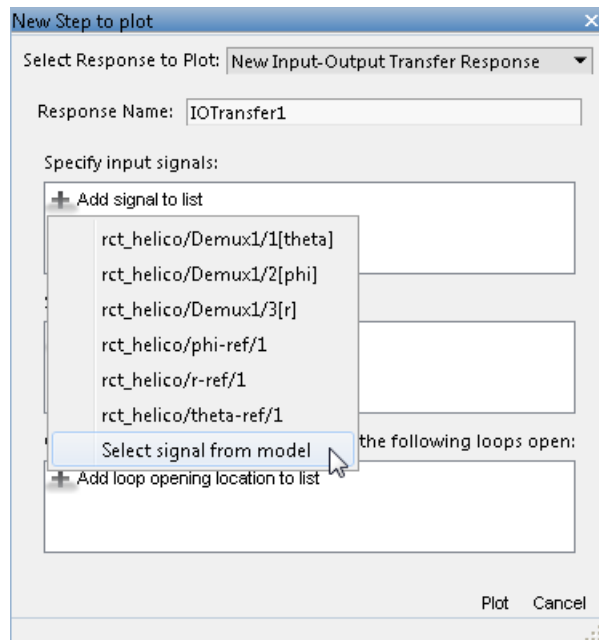 New Step to plot
Select Response to Plot: New Input-Output Transfer Response
Response Name: IOTransfer1
Specify input signals:
Add signal to list
rct_helico/Demux1/1[theta]
rct_helico/Demux1/2[phi]
rct_helico/Demux1/3[r]
rct_helico/phi-ref/1
rct_helico/r-ref/1
rct_helico/theta-ref/1
Select signal from model
the following loops open:
Add loop opening location to list
Plot Cancel